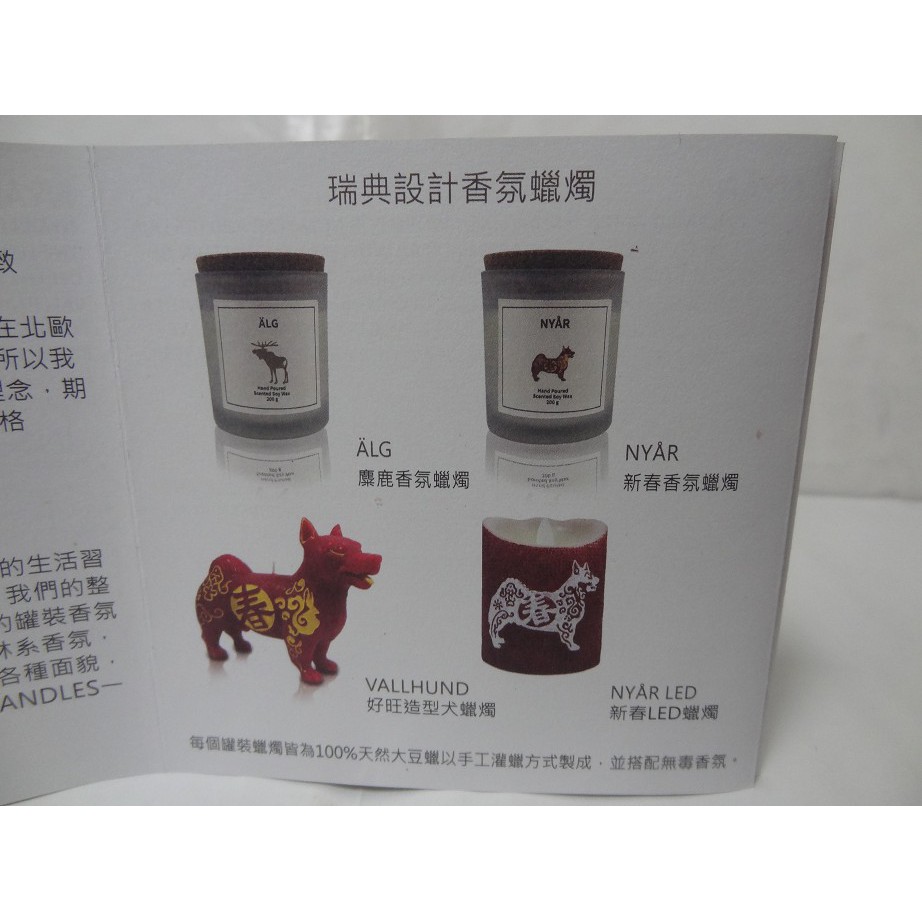 瑞典設計香氛蠟燭
致
在北歐
所以我
念，期
格
的生活習
我們的整
的罐裝香氛
林系香氛，
各種面貌，
ANDLES—
ÄLG
Hand Poured
Scented Soy Wax
200 g
ÄLG
麋鹿香氛蠟燭
NYÅR
Hand Poured
Scented Soy Wax
200 g
NYÅR
新春香氛蠟燭
春
VALLHUND
好旺造型犬蠟燭
春
NYÅR LED
新春LED蠟燭
每個罐裝蠟燭皆為100%天然大豆蠟以手工灌蠟方式製成，並搭配無毒香氛。